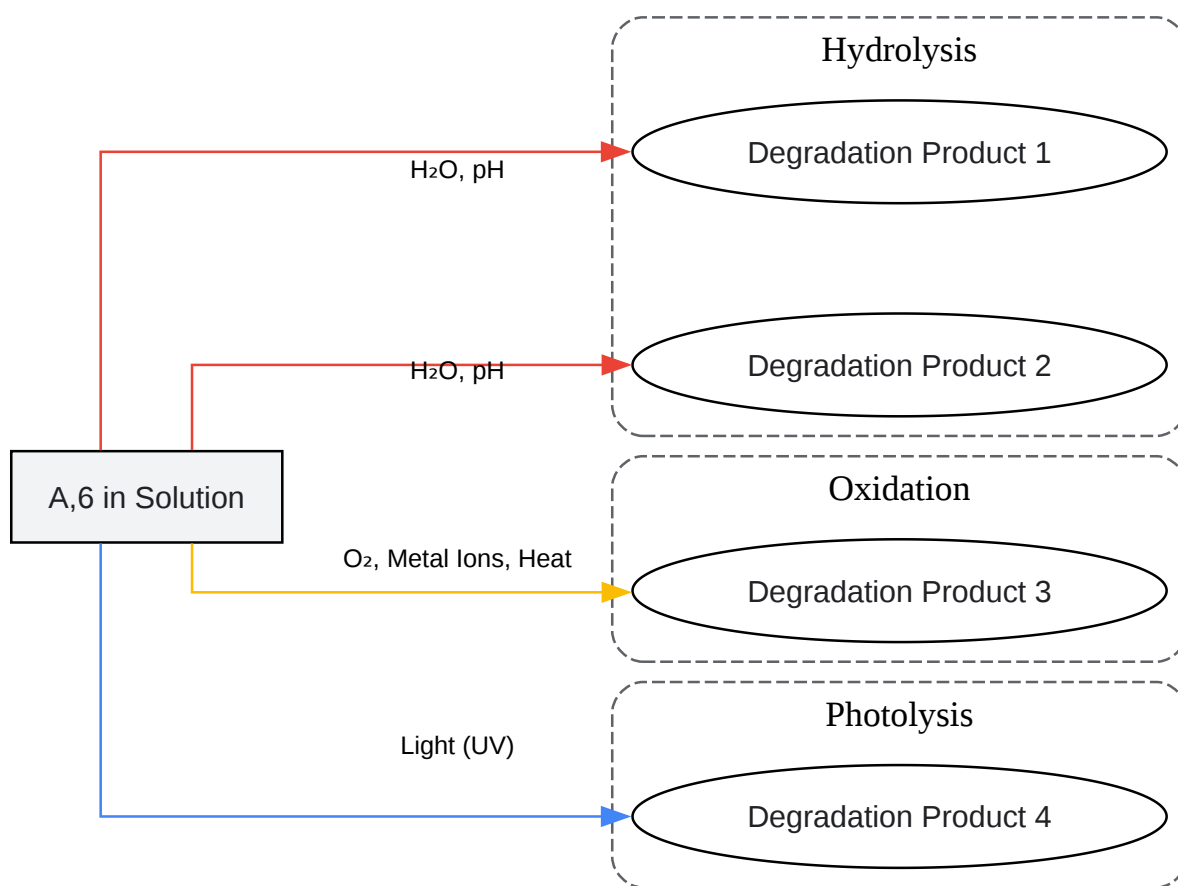 Hydrolysis
Degradation Product 1
H₂O, pH
Degradation Product 2
H₂O, pH
A,6 in Solution
Oxidation
O₂, Metal Ions, Heat
Degradation Product 3
Photolysis
Light (UV)
Degradation Product 4